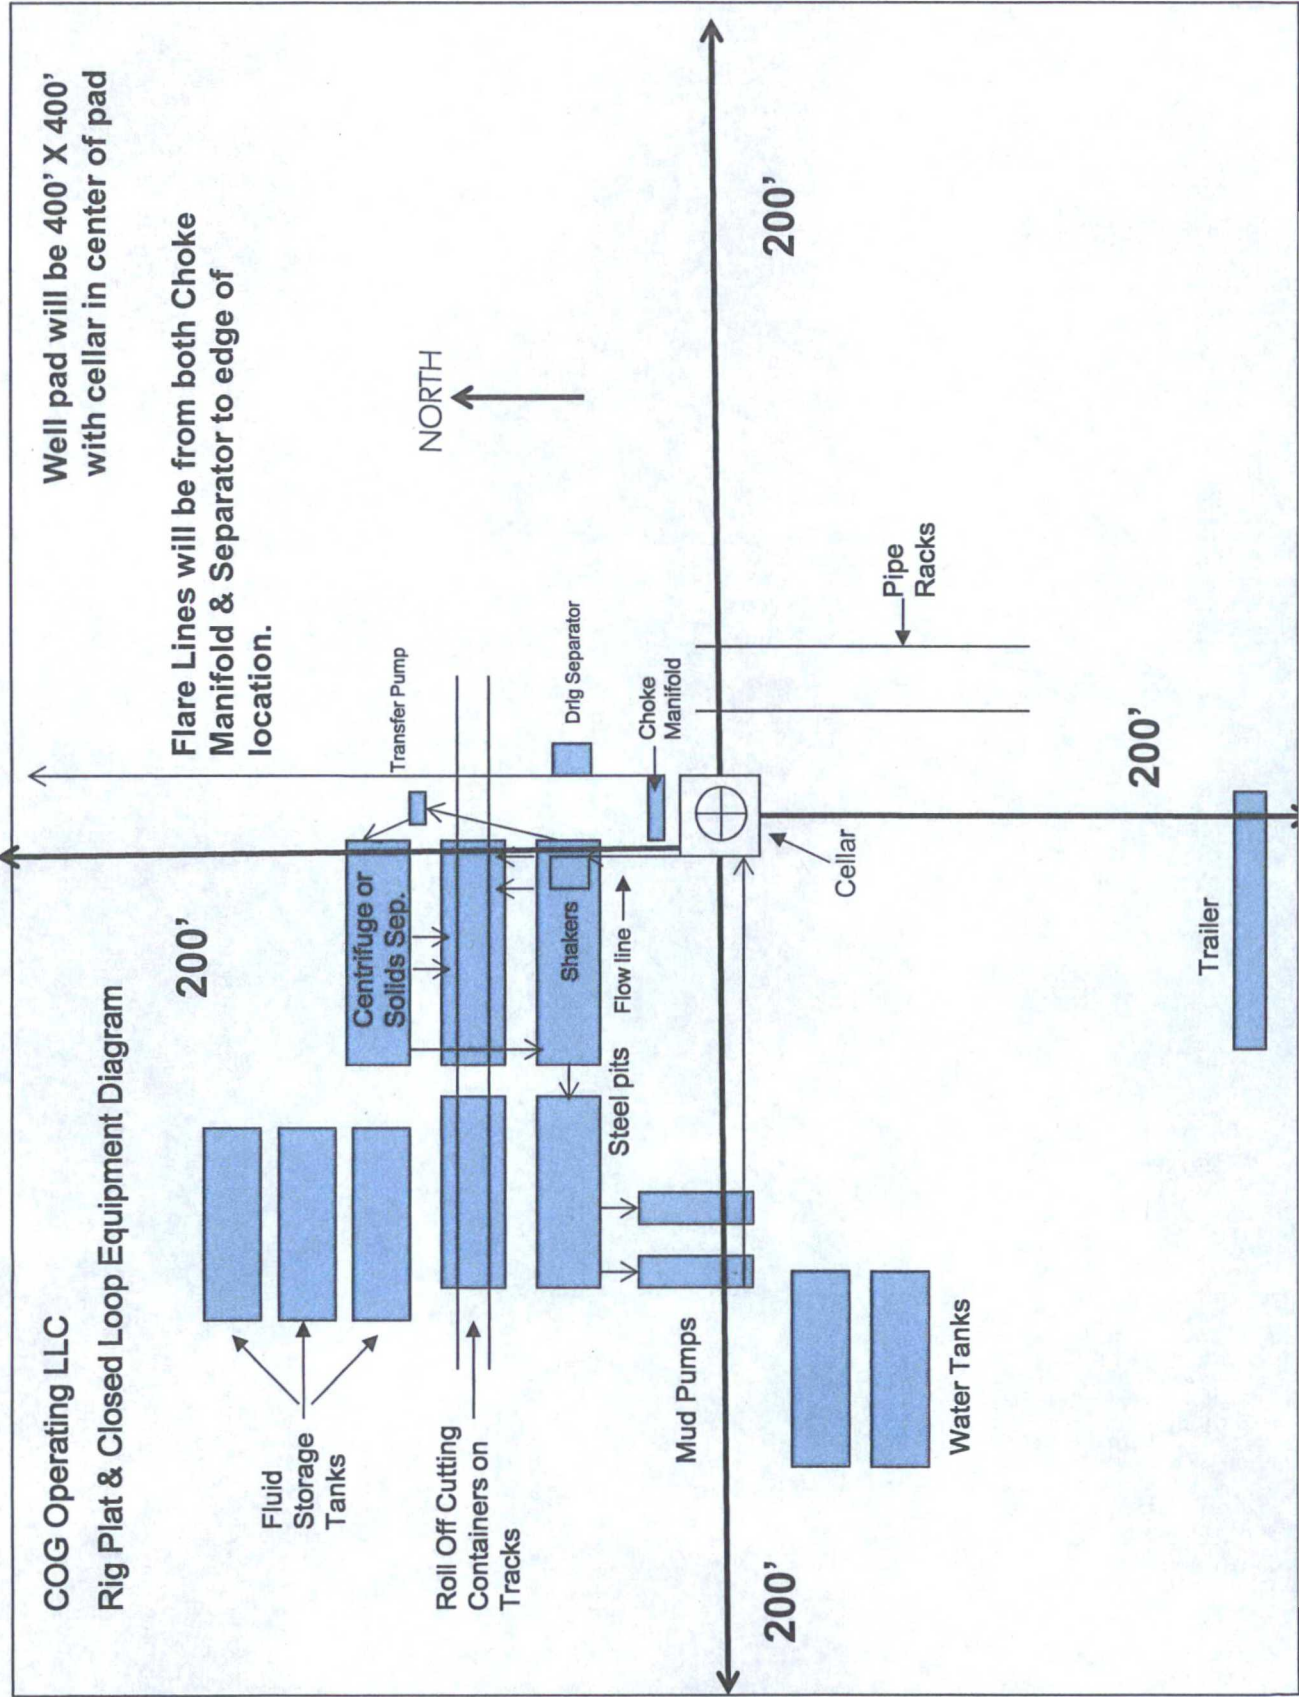 COG Operating LLC
Rig Plat & Closed Loop Equipment Diagram
Well pad will be 400' X 400'
with cellar in center of pad
Flare Lines will be from both Choke
Manifold & Separator to edge of
location.
200'
NORTH
Fluid
Storage
Tanks
Centrifuge or
Solids Sep.
Transfer Pump
Roll Off Cutting
Containers on
Tracks
Shakers
Drlg Separator
Steel pits
Flow line
Choke
Manifold
Mud Pumps
200'
200'
Cellar
Pipe
Racks
Water Tanks
200'
Trailer